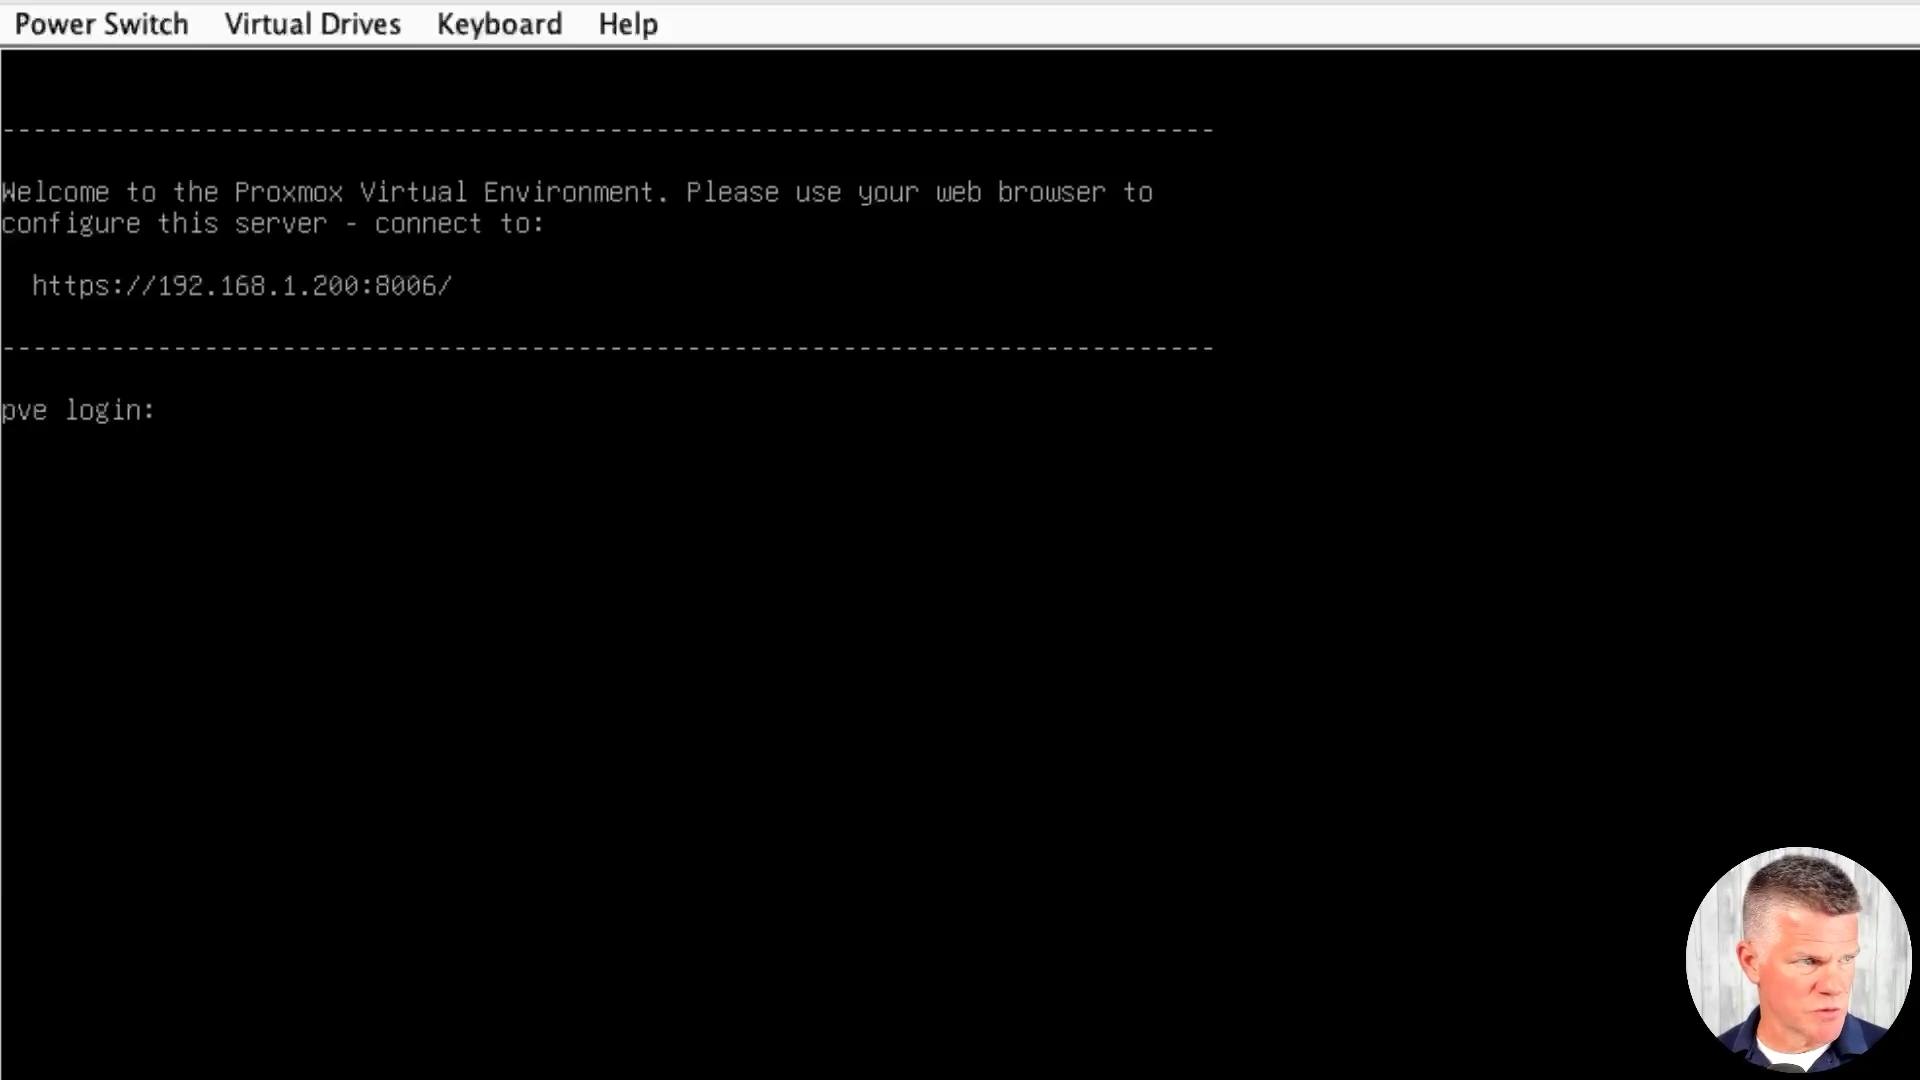 Power Switch Virtual Drives Keyboard Help
--------------------------------------------------------------------------------
Welcome to the Proxmox Virtual Environment. Please use your web browser to
configure this server - connect to:
https://192.168.1.200:8006/
--------------------------------------------------------------------------------
pve login: